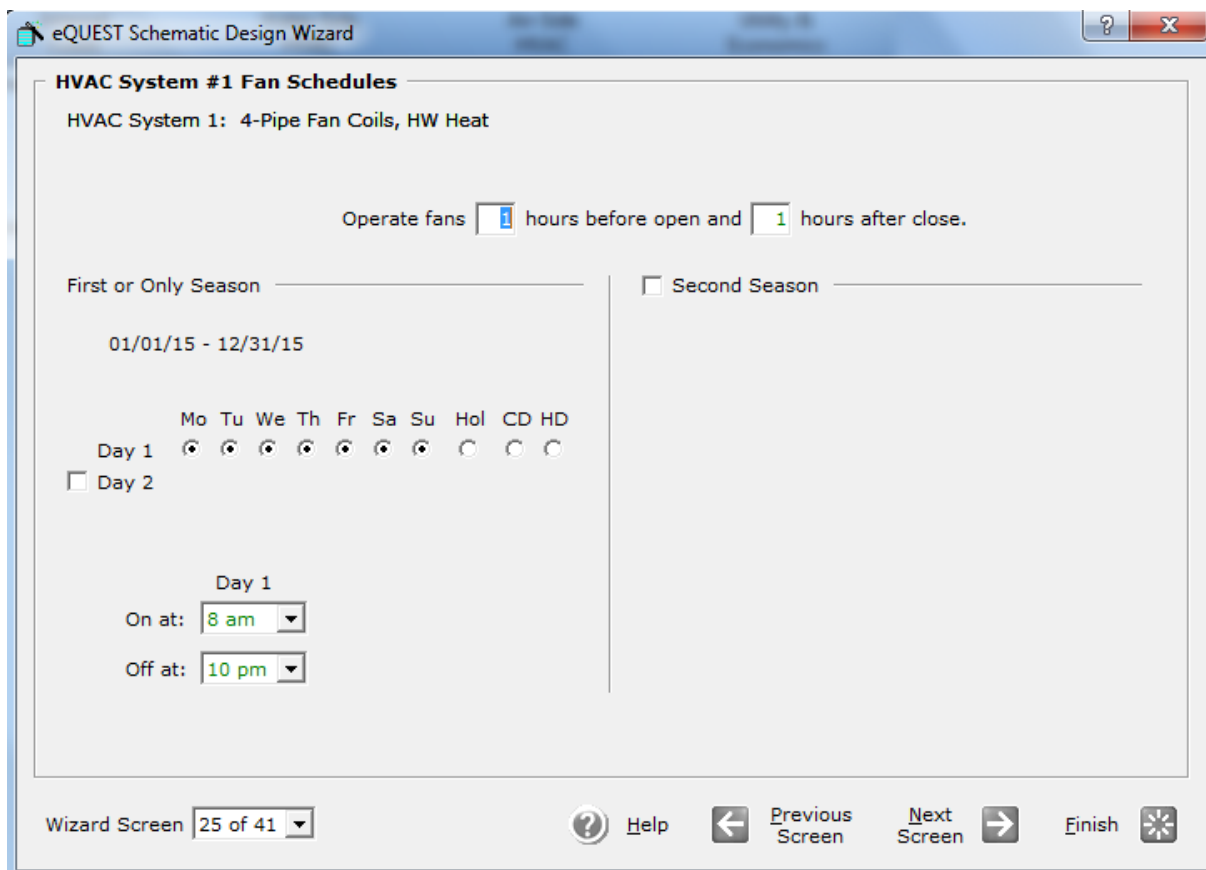 eQUEST Schematic Design Wizard
HVAC System #1 Fan Schedules
HVAC System 1: 4-Pipe Fan Coils, HW Heat
Operate fans 1 hours before open and 1 hours after close.
First or Only Season
Second Season
01/01/15 - 12/31/15
Mo Tu We Th Fr Sa Su Hol CD HD
Day 1
Day 2
Day 1
On at: 8 am
Off at: 10 pm
Wizard Screen 25 of 41 Help Previous Screen Next Screen Finish